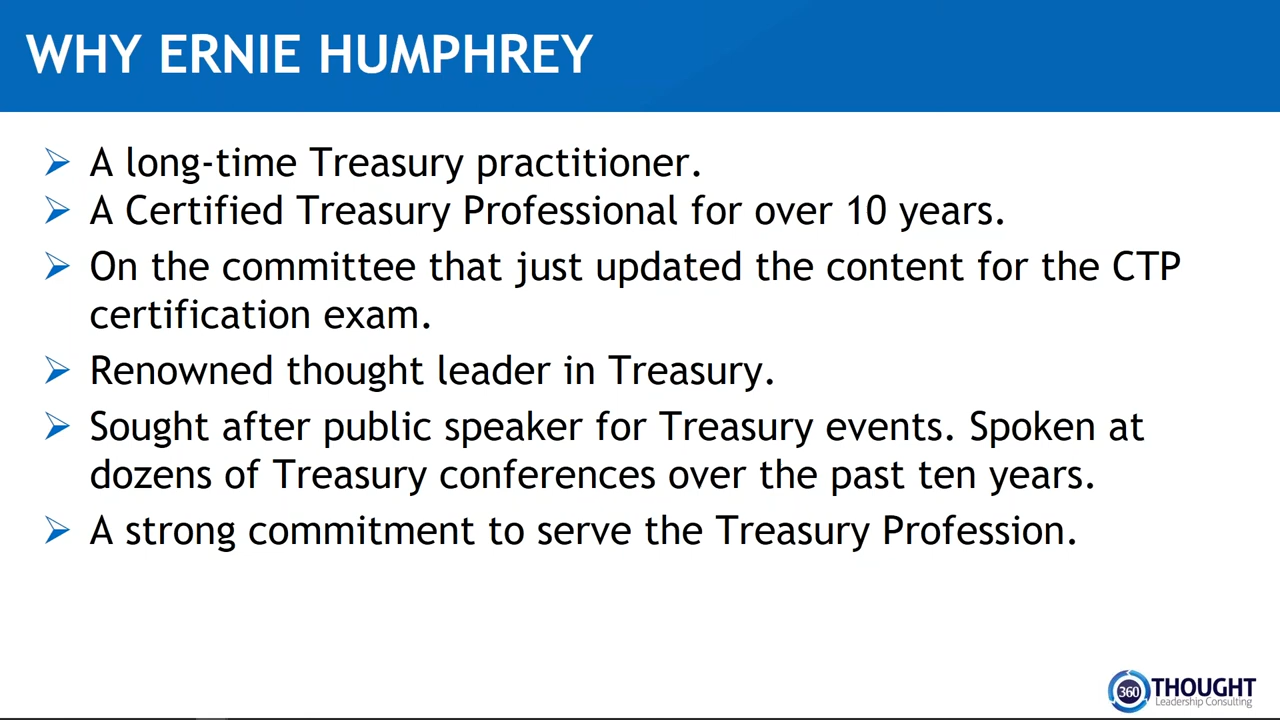 WHY ERNIE HUMPHREY
A long-time Treasury practitioner.
A Certified Treasury Professional for over 10 years.
On the committee that just updated the content for the CTP
certification exam.
Renowned thought leader in Treasury.
Sought after public speaker for Treasury events. Spoken at
dozens of Treasury conferences over the past ten years.
A strong commitment to serve the Treasury Profession.
360 THOUGHT
Leadership Consulting